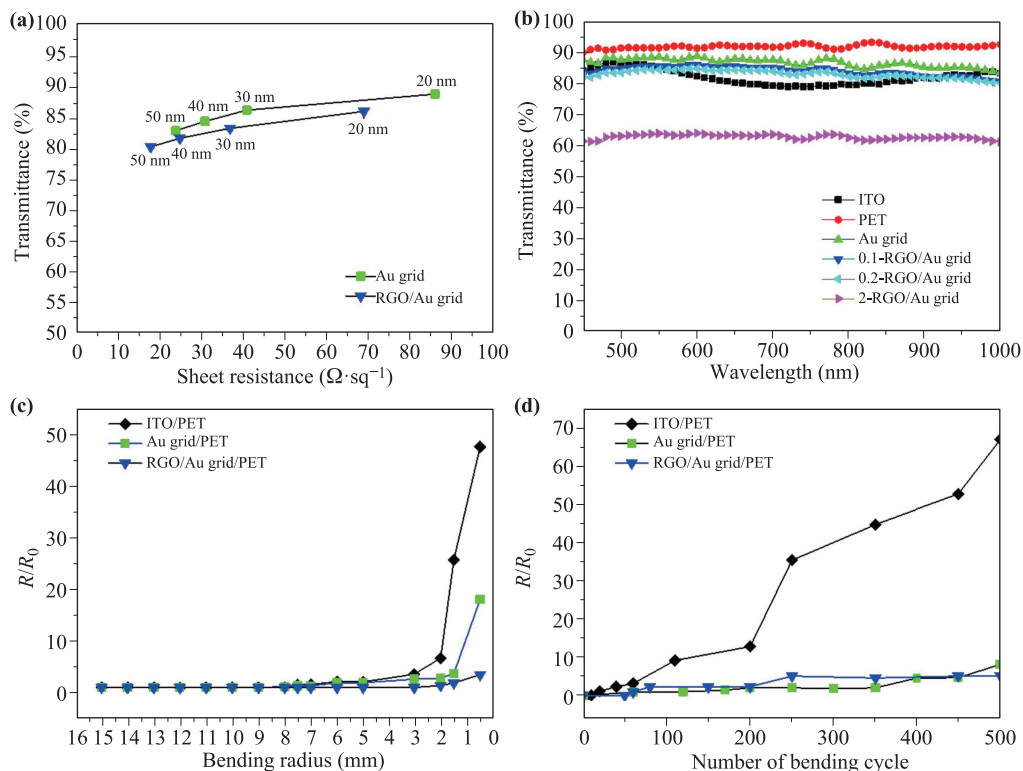 (a)
100
95
90
85
80
75
70
65
60
55
50
Transmittance (%)
50 nm
40 nm
30 nm
20 nm
50 nm
40 nm
30 nm
20 nm
Au grid
RGO/Au grid
0 10 20 30 40 50 60 70 80 90 100
Sheet resistance (Ω·sq⁻¹)
(b)
100
90
80
70
60
50
40
30
20
10
0
Transmittance (%)
ITO
PET
Au grid
0.1-RGO/Au grid
0.2-RGO/Au grid
2-RGO/Au grid
500 600 700 800 900 1000
Wavelength (nm)
(c)
50
40
30
20
10
0
R/R₀
ITO/PET
Au grid/PET
RGO/Au grid/PET
16 15 14 13 12 11 10 9 8 7 6 5 4 3 2 1 0
Bending radius (mm)
(d)
70
60
50
40
30
20
10
0
R/R₀
ITO/PET
Au grid/PET
RGO/Au grid/PET
0 100 200 300 400 500
Number of bending cycle